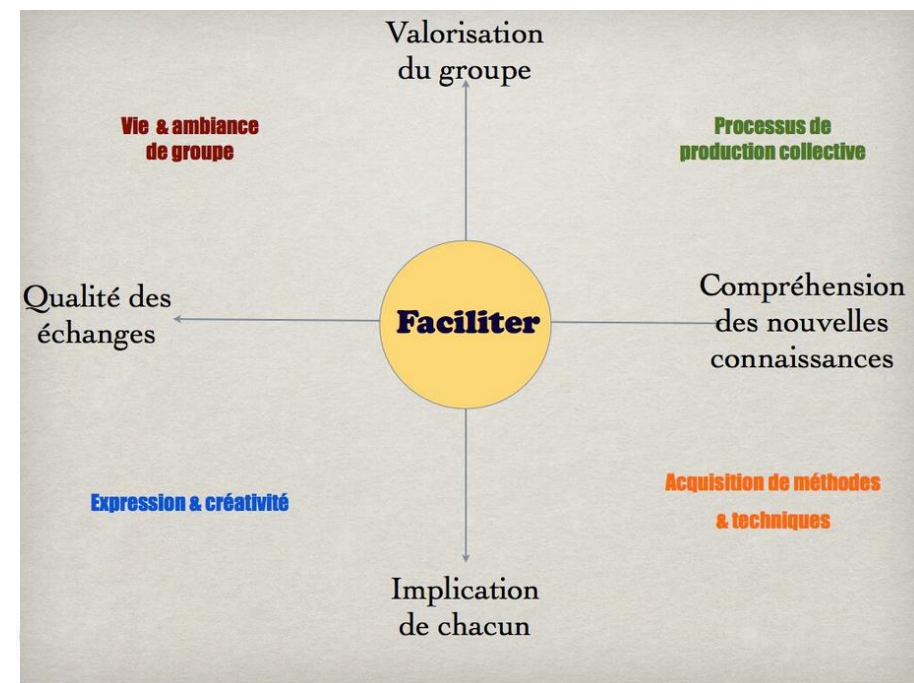 Valorisation
du groupe
Vie & ambiance
de groupe
Processus de
production collective
Qualité des
échanges
Faciliter
Compréhension
des nouvelles
connaissances
Expression & créativité
Acquisition de méthodes
& techniques
Implication
de chacun